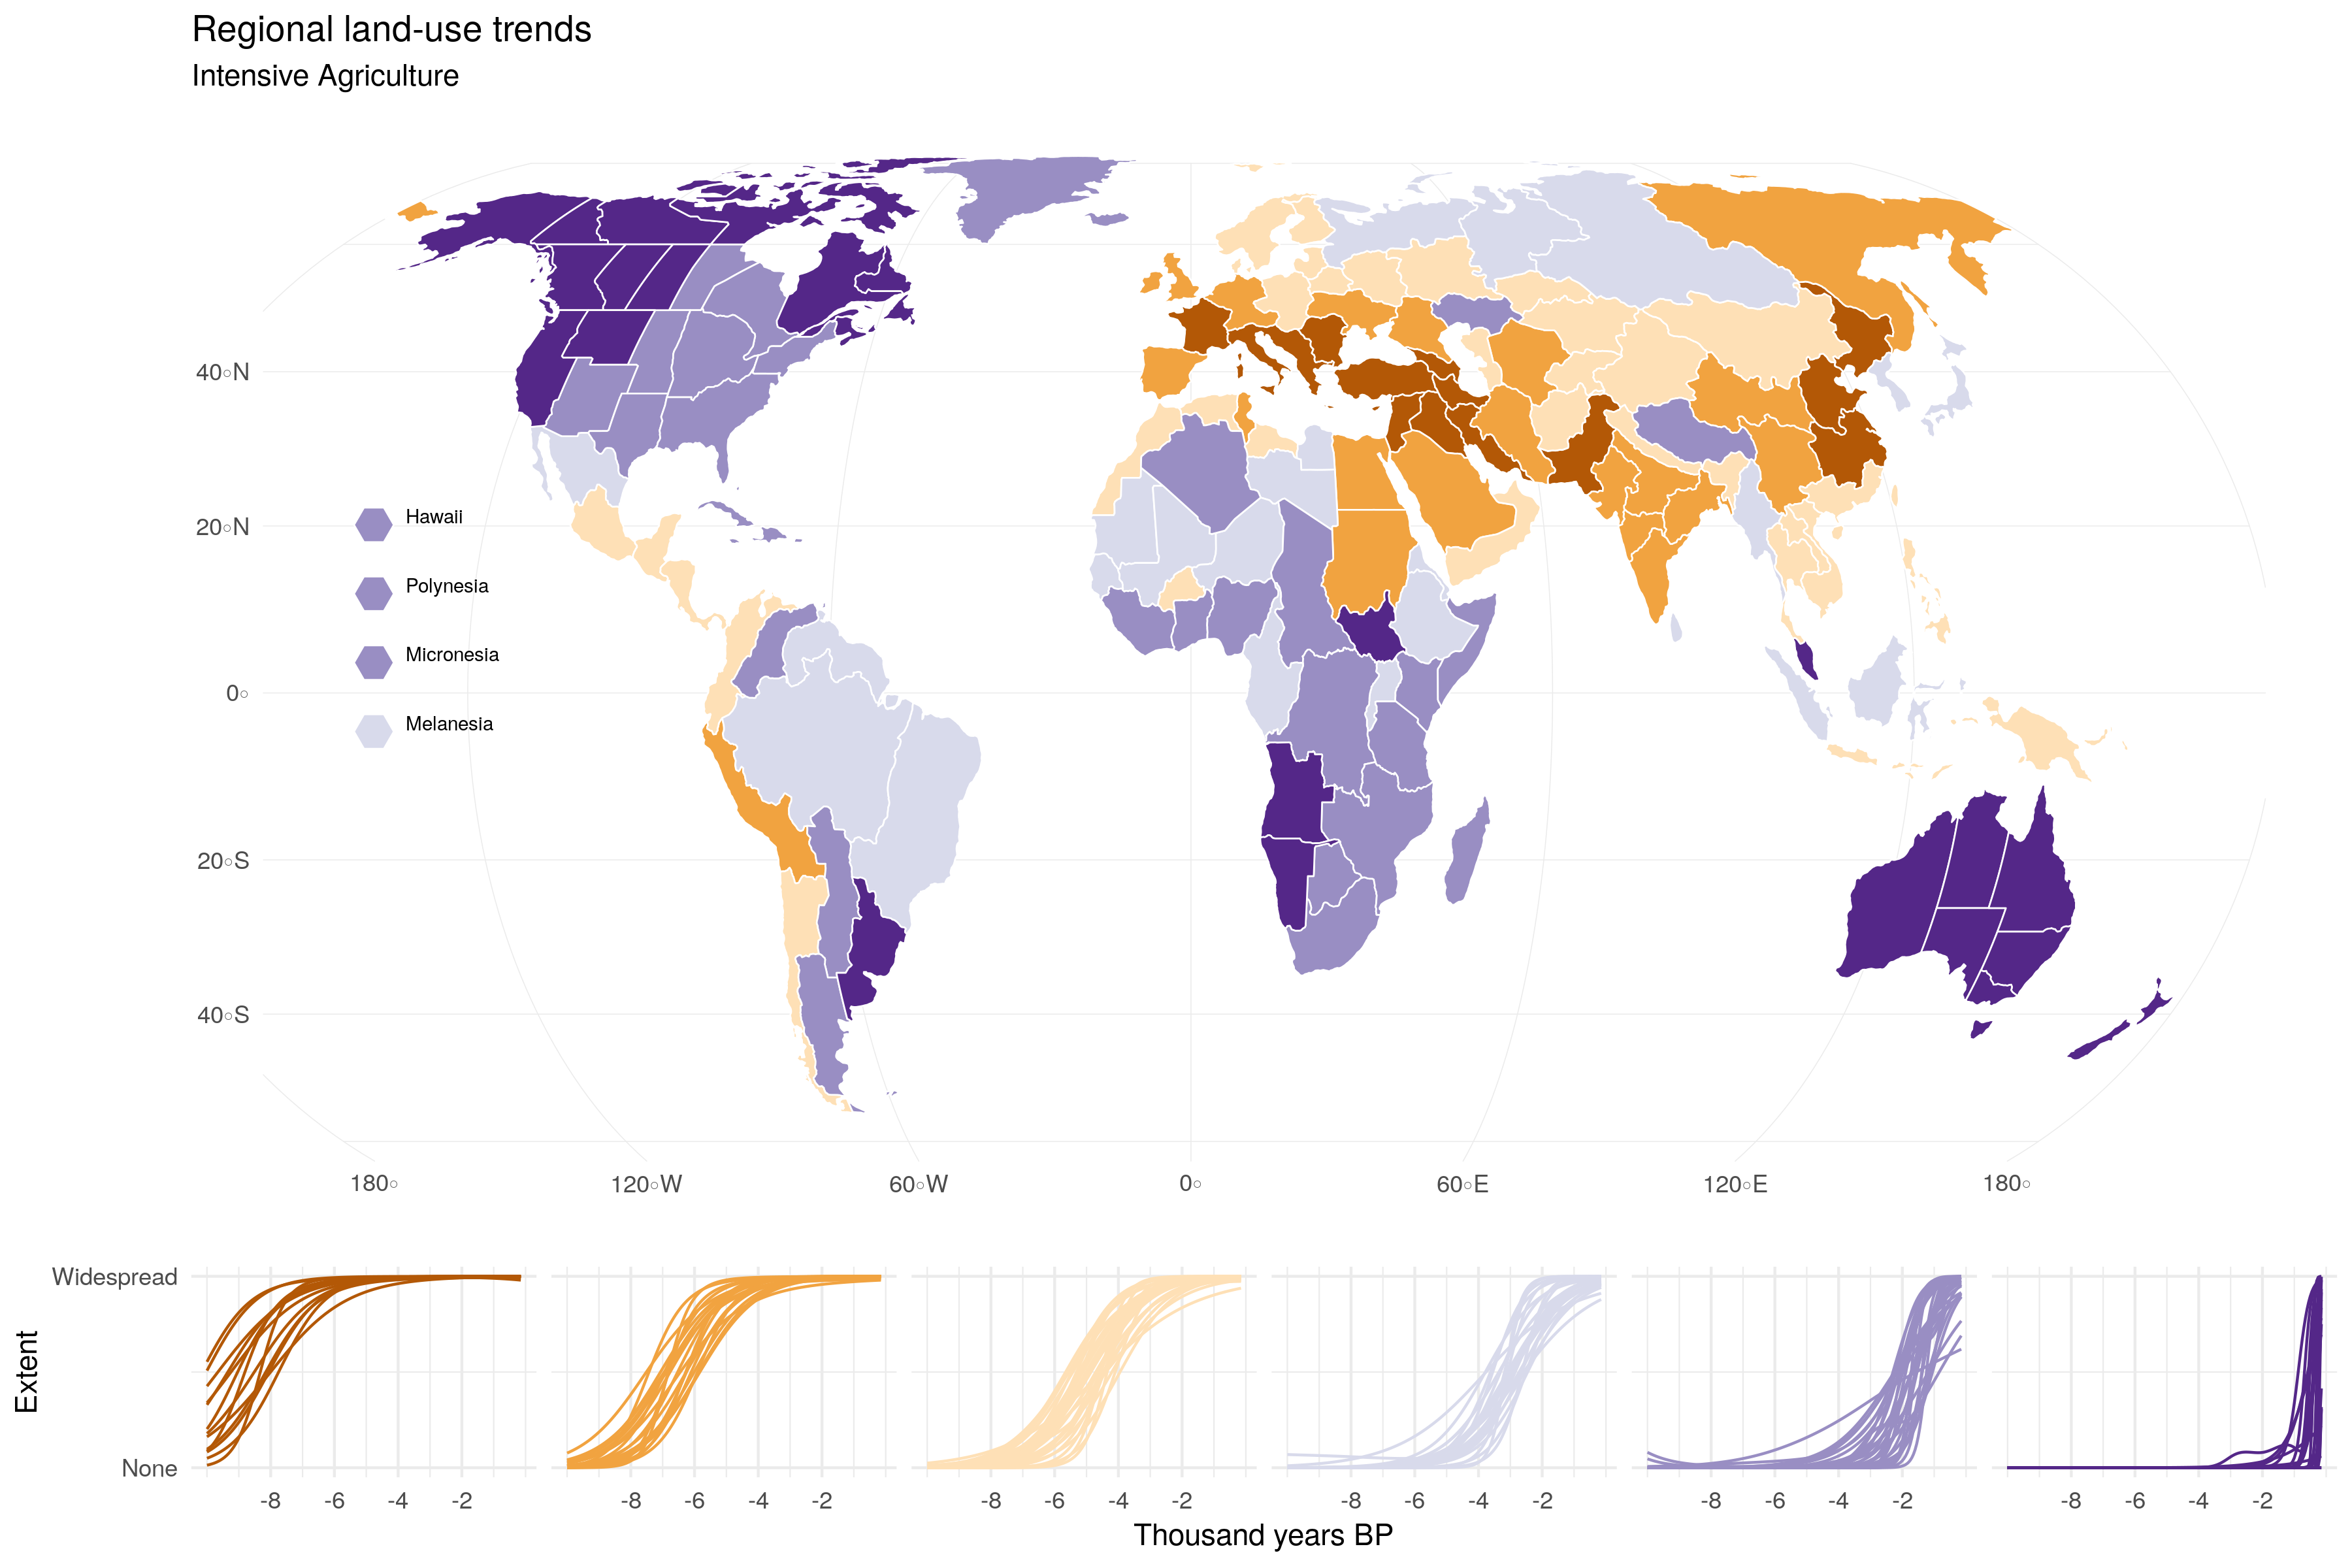 Regional land-use trends
Intensive Agriculture
40°N
20°N
0°
20°S
40°S
Hawaii
Polynesia
Micronesia
Melanesia
180° 120°W 60°W 0° 60°E 120°E 180°
Widespread
None
Extent
-8 -6 -4 -2 -8 -6 -4 -2 -8 -6 -4 -2 -8 -6 -4 -2 -8 -6 -4 -2 -8 -6 -4 -2
Thousand years BP